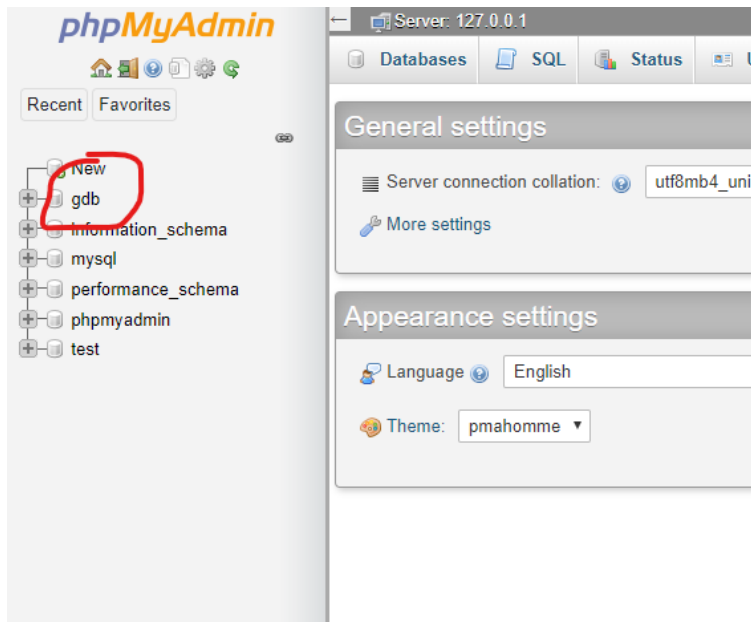 phpMyAdmin
Recent Favorites
New
gdb
information_schema
mysql
performance_schema
phpmyadmin
test
Server: 127.0.0.1
Databases SQL Status
General settings
Server connection collation: utf8mb4_uni
More settings
Appearance settings
Language English
Theme: pmahomme